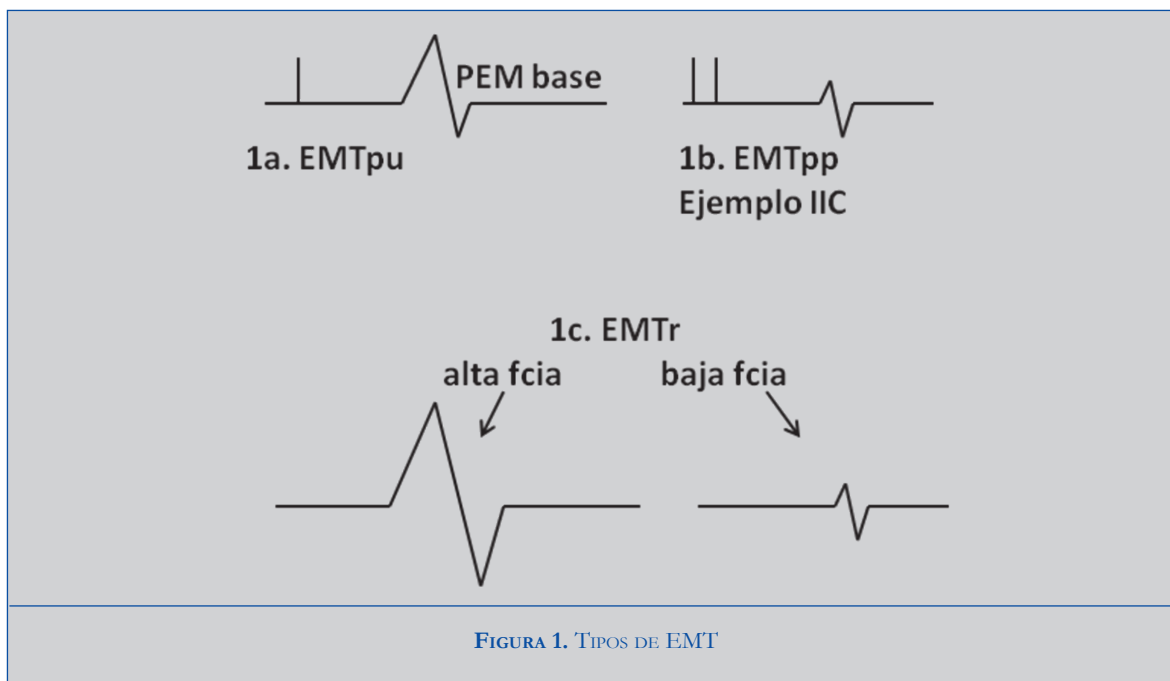 PEM base
1a. EMTpu
1b. EMTpp
Ejemplo IIC
1c. EMTr
alta fcia
baja fcia
FIGURA 1. TIPOS DE EMT